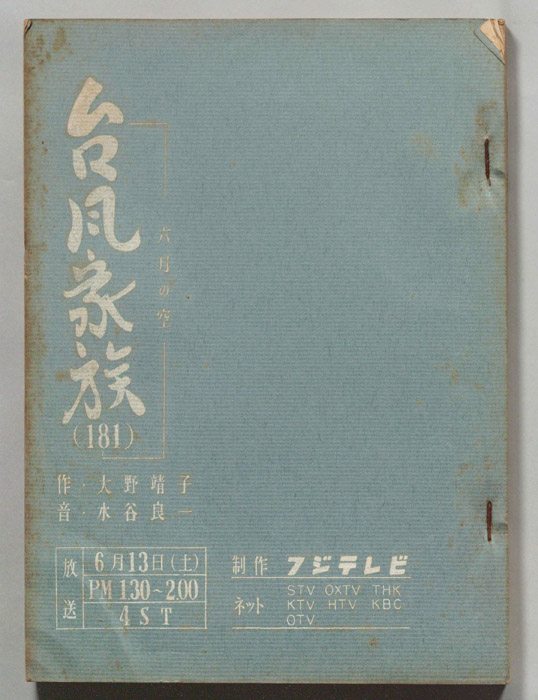 台風家族
(181)
六月の空
作・大野靖子
音・水谷良一
放送
6月13日(土)
PM 1.30~2.00
4ST
制作 フジテレビ
ネット
STV OXTV THK
KTV HTV KBC
OTV